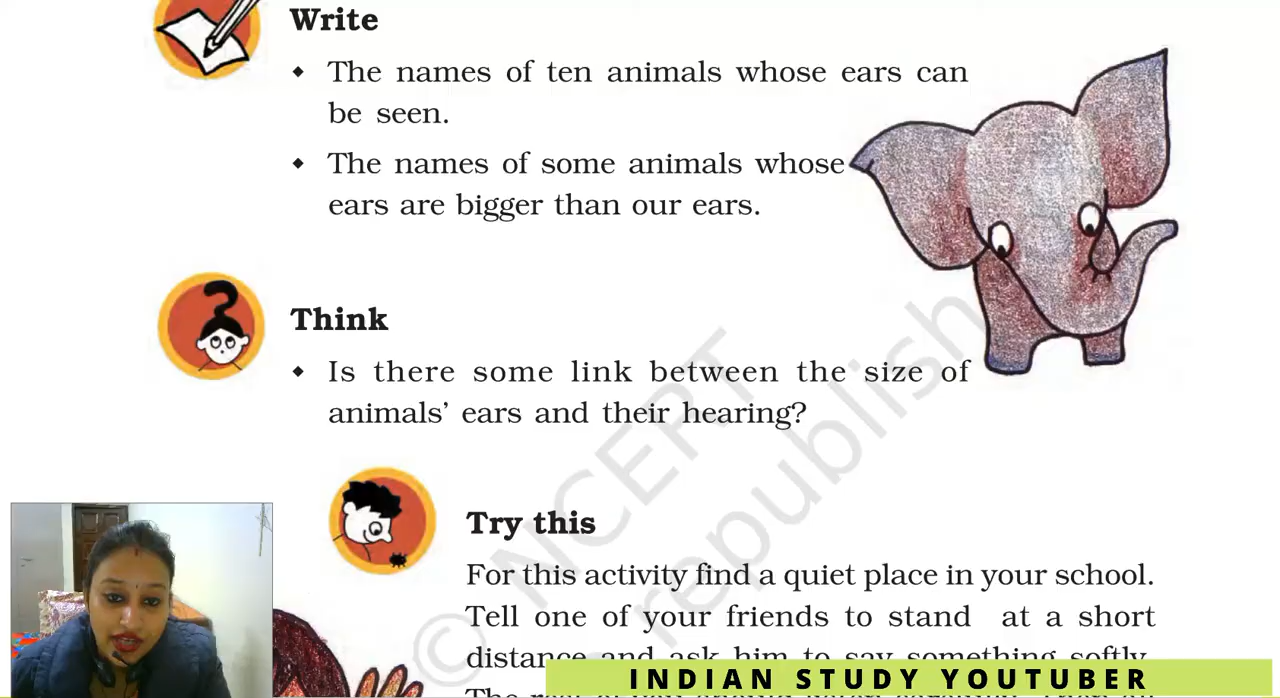 Write
◆ The names of ten animals whose ears can
be seen.
◆ The names of some animals whose
ears are bigger than our ears.
Think
◆ Is there some link between the size of
animals' ears and their hearing?
Try this
For this activity find a quiet place in your school.
Tell one of your friends to stand at a short
distance and ask him to say something softly.
© NCERT
republish
INDIAN STUDY YOUTUBER